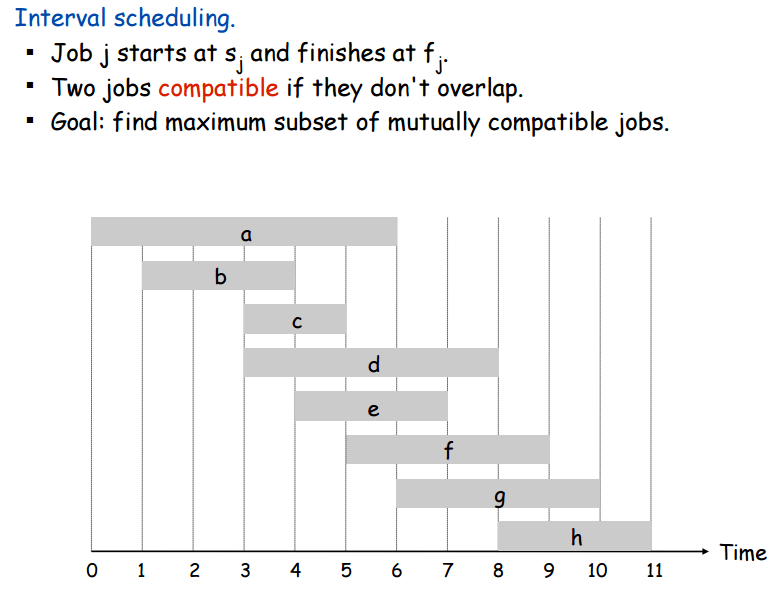 Interval scheduling.
▪ Job j starts at sj and finishes at fj.
▪ Two jobs compatible if they don't overlap.
▪ Goal: find maximum subset of mutually compatible jobs.
a
b
c
d
e
f
g
h
Time
0 1 2 3 4 5 6 7 8 9 10 11